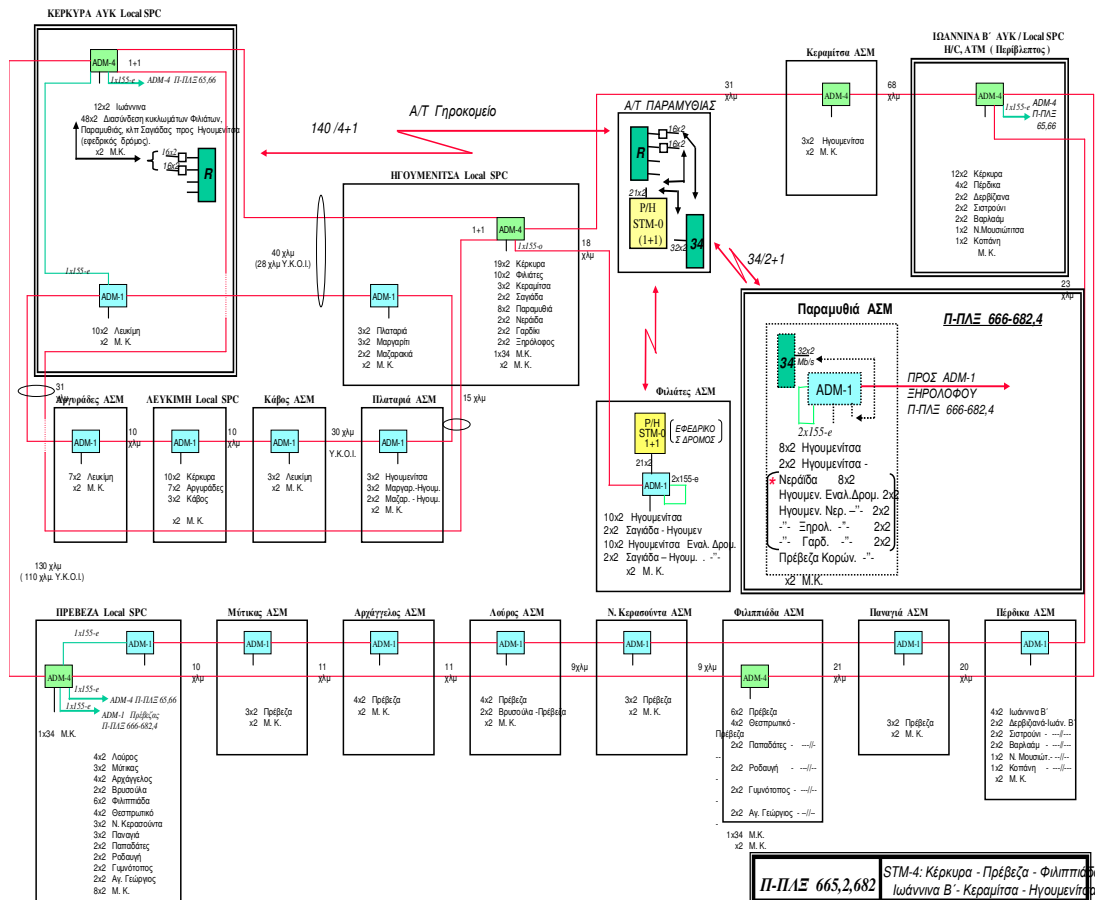 ΚΕΡΚΥΡΑ ΑΥΚ Local SPC
ADM-4
1+1
1x155-e
ADM-4 Π-ΠΛΞ 65,66
12x2 Ιωάννινα
48x2 Διασύνδεση κυκλωμάτων Φιλιατών,
Παραμυθιάς, κλπ Σαγιάδας προς Ηγουμενίτσα
(εφεδρικός δρόμος).
x2 Μ.Κ.
16x2
16x2
R
1x155-e
ADM-1
10x2 Λευκίμη
x2 Μ. Κ.
140 /4+1
Α/Τ Γηροκομείο
40 χλμ
(28 χλμ Υ.Κ.Ο.Ι.)
ΗΓΟΥΜΕΝΙΤΣΑ Local SPC
1+1
ADM-4
1x155-o
19x2 Κέρκυρα
10x2 Φιλιάτες
3x2 Κεραμίτσα
2x2 Σαγιάδα
8x2 Παραμυθιά
2x2 Νεράιδα
2x2 Γαρδίκι
2x2 Ξηρόλοφος
1x34 Μ.Κ.
x2 Μ. Κ.
ADM-1
3x2 Πλαταριά
3x2 Μαργαρίτι
2x2 Μαζαρακιά
x2 Μ. Κ.
18
χλμ
31
χλμ
Α/Τ ΠΑΡΑΜΥΘΙΑΣ
16x2
16x2
R
21x2
Ρ/Η
STM-0
(1+1)
32x2
34
34/2+1
Κεραμίτσα ΑΣΜ
ADM-4
3x2 Ηγουμενίτσα
x2 Μ. Κ.
68
χλμ
ΙΩΑΝΝΙΝΑ Β΄ ΑΥΚ / Local SPC
H/C, ATM ( Περίβλεπτος )
ADM-4
1x155-e
ADM-4
Π-ΠΛΞ
65,66
12x2 Κέρκυρα
4x2 Πέρδικα
2x2 Δερβίζιανα
2x2 Σιστρούνι
2x2 Βαρλαάμ
1x2 Ν.Μουσιώτιτσα
1x2 Κοπάνη
Μ. Κ.
23
χλμ
Παραμυθιά ΑΣΜ
Π-ΠΛΞ 666-682,4
34
32x2
Mb/s
ADM-1
2x155-e
ΠΡΟΣ ADM-1
ΞΗΡΟΛΟΦΟΥ
Π-ΠΛΞ 666-682,4
8x2 Ηγουμενίτσα
2x2 Ηγουμενίτσα -
* Νεράϊδα 8x2
Ηγουμεν. Εναλ.Δρομ. 2x2
Ηγουμεν. Νερ. –"- 2x2
-"- Ξηρολ. -"- 2x2
-"- Γαρδ. -"- 2x2
Πρέβεζα Κορών. -"-
x2 Μ.Κ.
Φιλιάτες ΑΣΜ
Ρ/Η
STM-0
1+1
ΕΦΕΔΡΙΚΟ
Σ ΔΡΟΜΟΣ
21x2
ADM-1
2x155-e
10x2 Ηγουμενίτσα
2x2 Σαγιάδα - Ηγουμεν
10x2 Ηγουμενίτσα Εναλ. Δρομ.
2x2 Σαγιάδα – Ηγουμ. . -"-
x2 Μ. Κ.
31
χλμ
Αργυράδες ΑΣΜ
ADM-1
7x2 Λευκίμη
x2 Μ. Κ.
10
χλμ
ΛΕΥΚΙΜΗ Local SPC
ADM-1
10x2 Κέρκυρα
7x2 Αργυράδες
3x2 Κάβος
x2 Μ. Κ.
10
χλμ
Κάβος ΑΣΜ
ADM-1
3x2 Λευκίμη
x2 Μ. Κ.
30 χλμ
Υ.Κ.Ο.Ι.
Πλαταριά ΑΣΜ
ADM-1
3x2 Ηγουμενίτσα
3x2 Μαργαρ.-Ηγουμ.
2x2 Μαζαρ. - Ηγουμ.
x2 Μ. Κ.
15 χλμ
130 χλμ
( 110 χλμ. Υ.Κ.Ο.Ι.)
ΠΡΕΒΕΖΑ Local SPC
1x155-e
ADM-1
ADM-4
1x155-e
ADM-4 Π-ΠΛΞ 65,66
1x155-e
ADM-1 Πρέβεζας
Π-ΠΛΞ 666-682,4
1x34 Μ.Κ.
4x2 Λούρος
3x2 Μύτικας
4x2 Αρχάγγελος
2x2 Βρυσούλα
6x2 Φιλιππιάδα
4x2 Θεσπρωτικό
3x2 Ν. Κερασούντα
3x2 Παναγιά
2x2 Παπαδάτες
2x2 Ροδαυγή
2x2 Γυμνότοπος
2x2 Αγ. Γεώργιος
8x2 Μ.Κ.
10
χλμ
Μύτικας ΑΣΜ
ADM-1
3x2 Πρέβεζα
x2 Μ. Κ.
11
χλμ
Αρχάγγελος ΑΣΜ
ADM-1
4x2 Πρέβεζα
x2 Μ. Κ.
11
χλμ
Λούρος ΑΣΜ
ADM-1
4x2 Πρέβεζα
2x2 Βρυσούλα -Πρέβεζα
x2 Μ. Κ.
9χλμ
Ν. Κερασούντα ΑΣΜ
ADM-1
3x2 Πρέβεζα
x2 Μ. Κ.
9 χλμ
Φιλιππιάδα ΑΣΜ
ADM-4
6x2 Πρέβεζα
4x2 Θεσπρωτικό -
Πρέβεζα
2x2 Παπαδάτες - ---//-
--
2x2 Ροδαυγή - ---//--
-
2x2 Γυμνότοπος - ---//--
-
2x2 Αγ. Γεώργιος - --//–
-
1x34 Μ.Κ.
x2 Μ. Κ.
21
χλμ
Παναγιά ΑΣΜ
ADM-1
3x2 Πρέβεζα
x2 Μ. Κ.
20
χλμ
Πέρδικα ΑΣΜ
ADM-1
4x2 Ιωάννινα Β΄
2x2 Δερβιζιανά-Ιωάν. Β΄
2x2 Σιστρούνι - ---//---
2x2 Βαρλαάμ - ---//---
1x2 Ν. Μουσιώτ.- ---//--
1x2 Κοπάνη - ---//---
x2 Μ. Κ.
Π-ΠΛΞ 665,2,682
STM-4: Κέρκυρα - Πρέβεζα - Φιλιππιάδα
Ιωάννινα Β΄- Κεραμίτσα - Ηγουμενίτσα